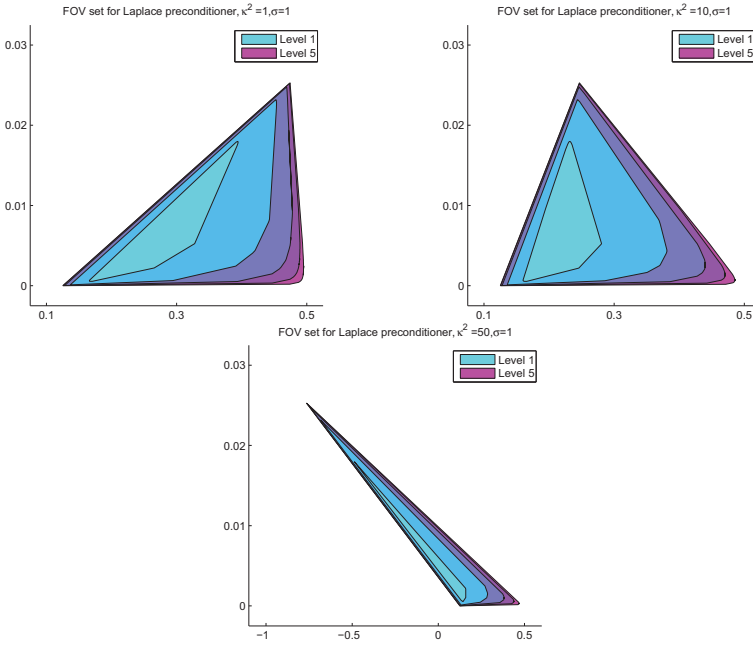 FOV set for Laplace preconditioner, κ² =1,σ=1
0.03
0.02
0.01
0
0.1
0.3
0.5
Level 1
Level 5
FOV set for Laplace preconditioner, κ² =10,σ=1
0.03
0.02
0.01
0
0.1
0.3
0.5
Level 1
Level 5
FOV set for Laplace preconditioner, κ² =50,σ=1
0.03
0.02
0.01
0
−1
−0.5
0
0.5
Level 1
Level 5